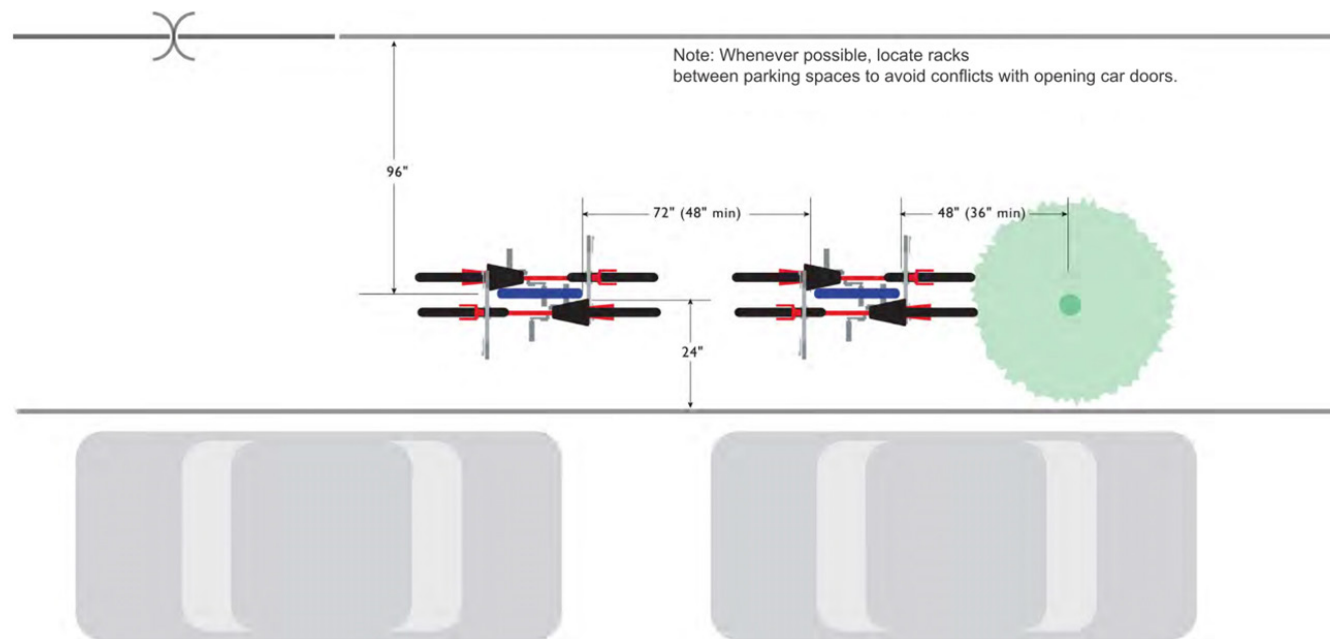 Note: Whenever possible, locate racks
between parking spaces to avoid conflicts with opening car doors.
96"
72" (48" min)
48" (36" min)
24"